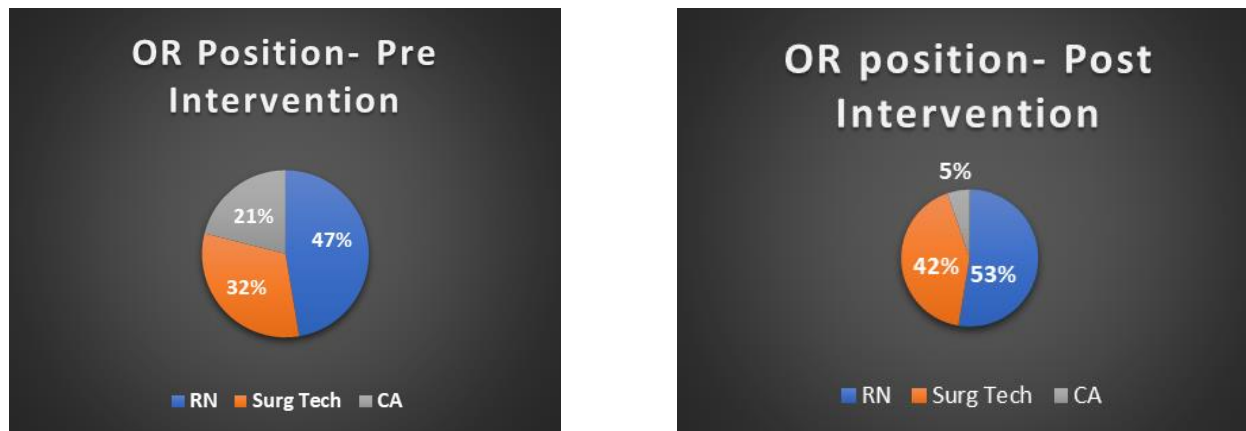 OR Position- Pre
Intervention
21%
47%
32%
RN Surg Tech CA
OR position- Post
Intervention
5%
42%
53%
RN Surg Tech CA